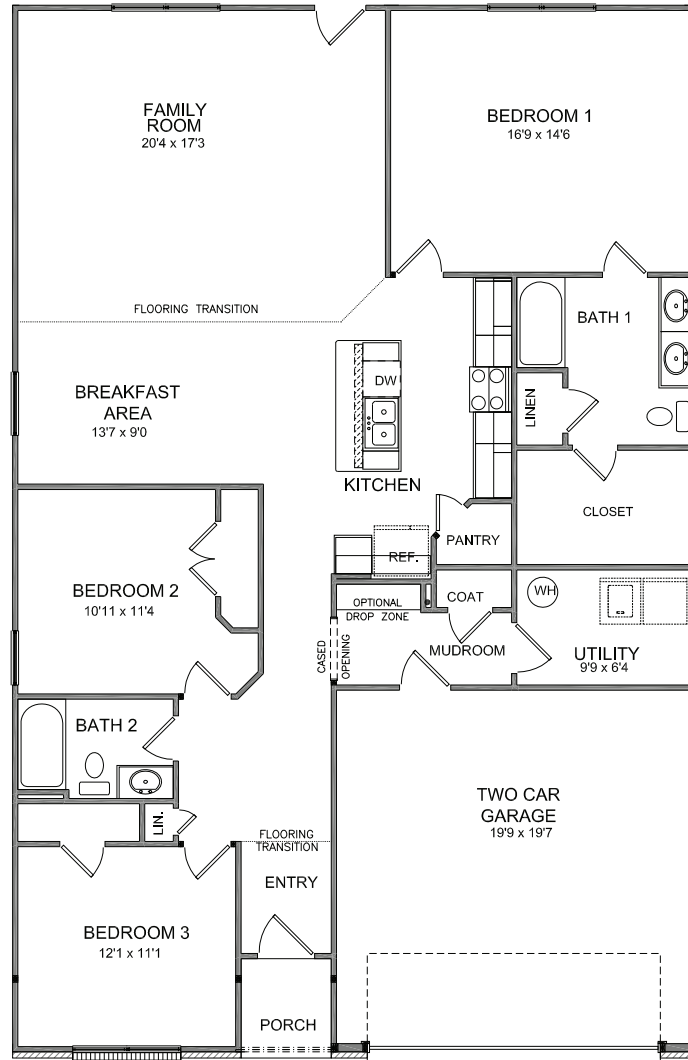 FAMILY
ROOM
20'4 x 17'3
BEDROOM 1
16'9 x 14'6
FLOORING TRANSITION
BATH 1
BREAKFAST
AREA
13'7 x 9'0
DW
LINEN
KITCHEN
CLOSET
PANTRY
REF.
BEDROOM 2
10'11 x 11'4
OPTIONAL
DROP ZONE
COAT
WH
CASED
OPENING
MUDROOM
UTILITY
9'9 x 6'4
BATH 2
TWO CAR
GARAGE
19'9 x 19'7
LIN.
FLOORING
TRANSITION
ENTRY
BEDROOM 3
12'1 x 11'1
PORCH